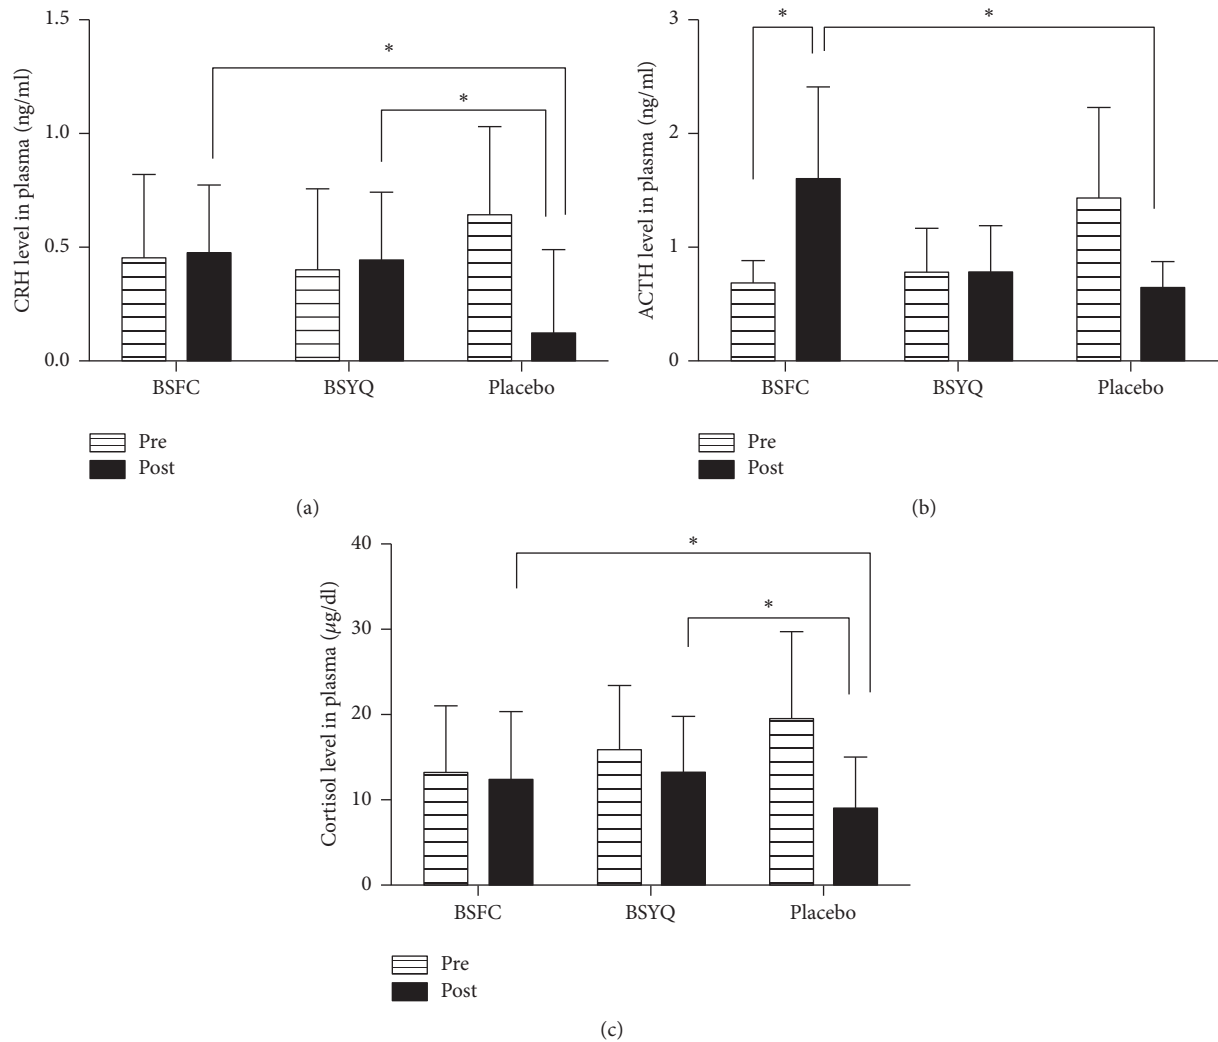 CRH level in plasma (ng/ml)
1.5
1.0
0.5
0.0
*
*
BSFC BSYQ Placebo
Pre
Post
(a)
ACTH level in plasma (ng/ml)
3
2
1
0
*
*
BSFC BSYQ Placebo
Pre
Post
(b)
Cortisol level in plasma (μg/dl)
40
30
20
10
0
*
*
BSFC BSYQ Placebo
Pre
Post
(c)